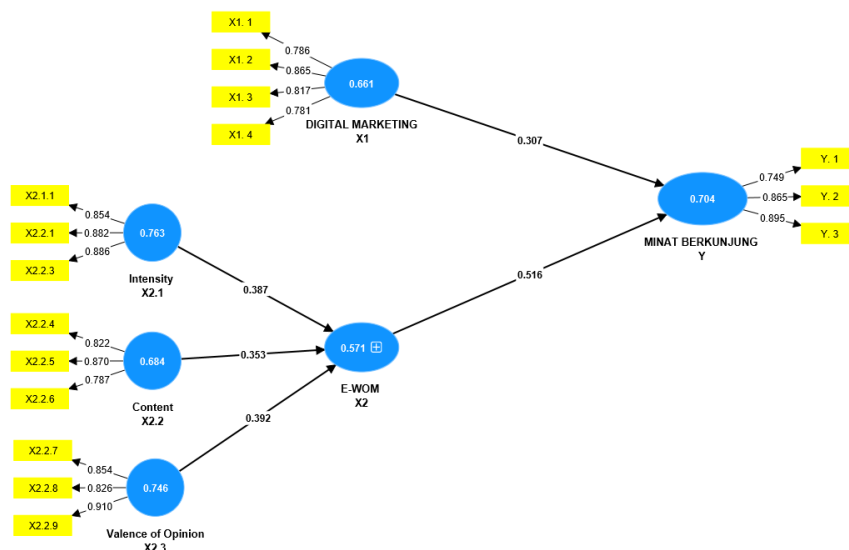 X1. 1
X1. 2
X1. 3
X1. 4
0.786
0.865
0.817
0.781
0.661
DIGITAL MARKETING
X1
0.307
Y. 1
Y. 2
Y. 3
0.749
0.865
0.895
0.704
MINAT BERKUNJUNG
Y
X2.1.1
X2.2.1
X2.2.3
0.854
0.882
0.886
0.763
Intensity
X2.1
0.387
0.516
X2.2.4
X2.2.5
X2.2.6
0.822
0.870
0.787
0.684
Content
X2.2
0.353
0.571
E-WOM
X2
0.392
X2.2.7
X2.2.8
X2.2.9
0.854
0.826
0.910
0.746
Valence of Opinion
X2.3